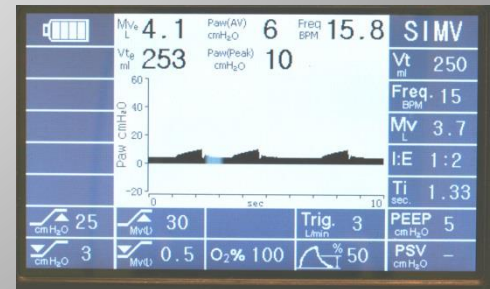 MVe L 4.1 Paw(AV) cmH2O 6 Freq BPM 15.8 SIMV
Vte ml 253 Paw(Peak) cmH2O 10
Vt ml 250
Freq. BPM 15
Mv L 3.7
I:E 1:2
Ti sec. 1.33
Paw cmH2O
60
40
20
0
-20
0 sec 10
cmH2O 25 Mv(L) 30 Trig. L/min 3 PEEP cmH2O 5
cmH2O 3 Mv(L) 0.5 O2% 100 % 50 PSV cmH2O -